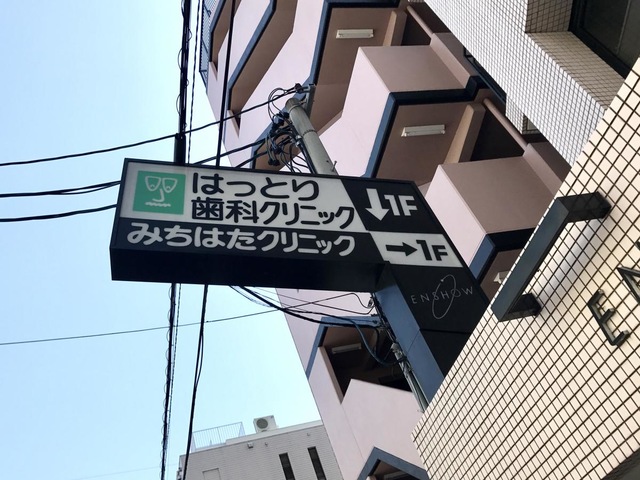 はっとり
歯科クリニック
↓1F
みちはたクリニック
→1F
ENSHOW